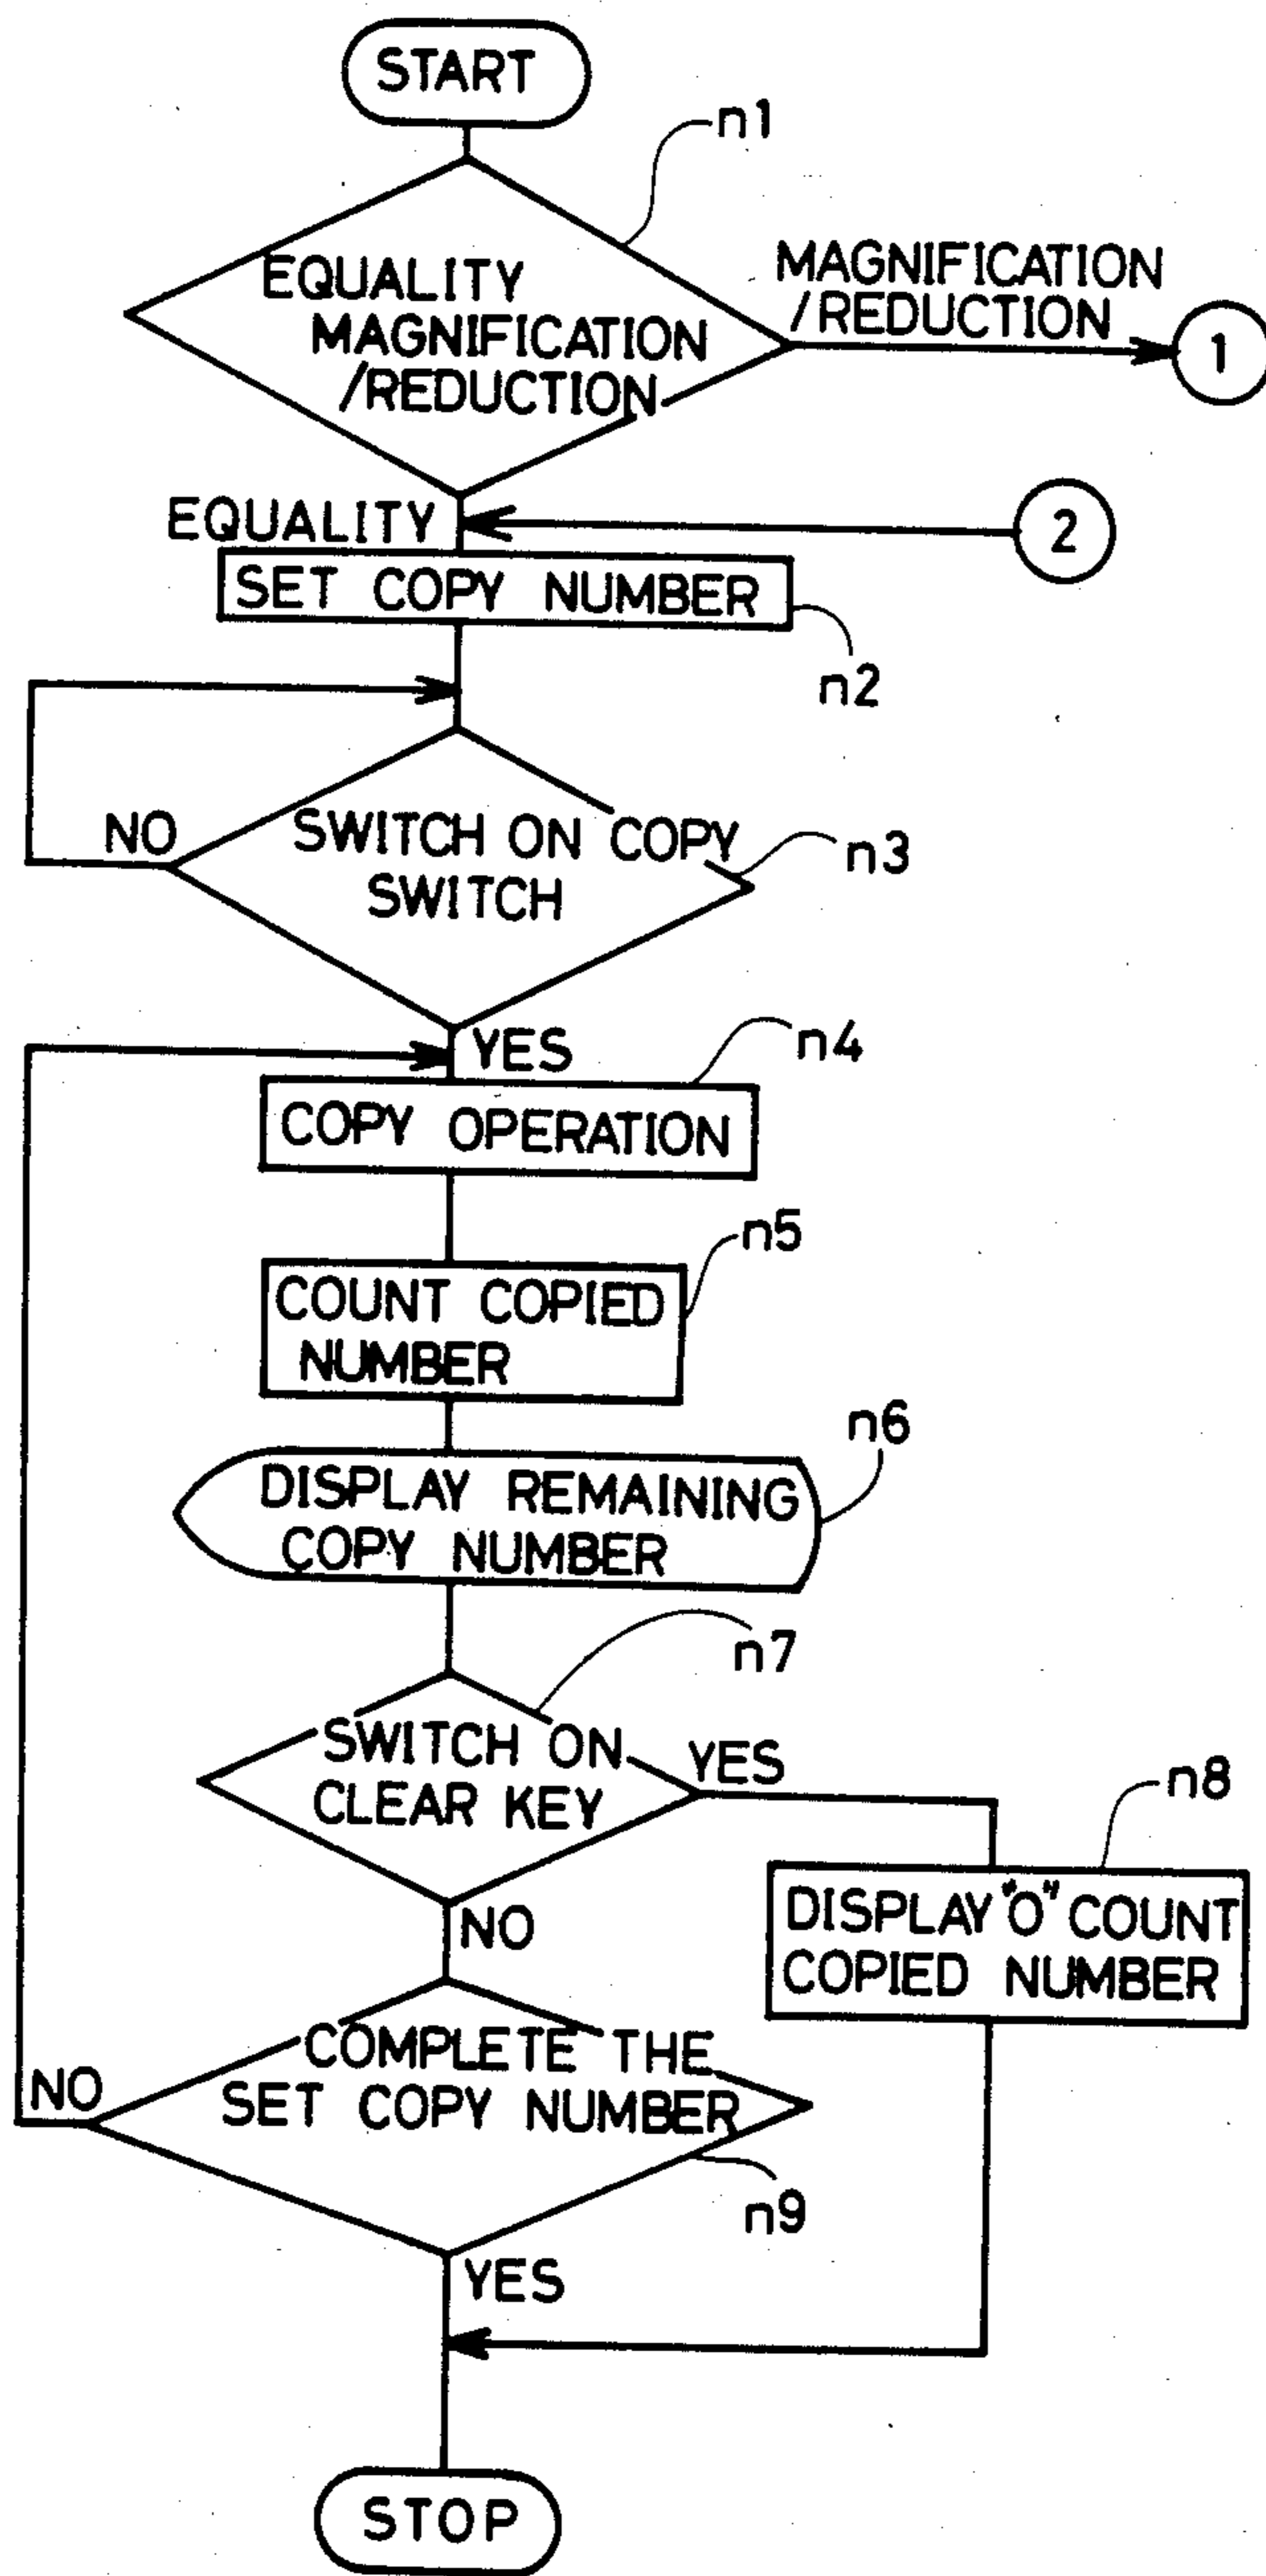 START
n1
EQUALITY
MAGNIFICATION
/REDUCTION
MAGNIFICATION
/REDUCTION
1
EQUALITY
2
SET COPY NUMBER
n2
NO
SWITCH ON COPY
SWITCH
n3
YES
n4
COPY OPERATION
n5
COUNT COPIED
NUMBER
n6
DISPLAY REMAINING
COPY NUMBER
n7
SWITCH ON
CLEAR KEY
YES
n8
DISPLAY "0" COUNT
COPIED NUMBER
NO
COMPLETE THE
SET COPY NUMBER
NO
n9
YES
STOP